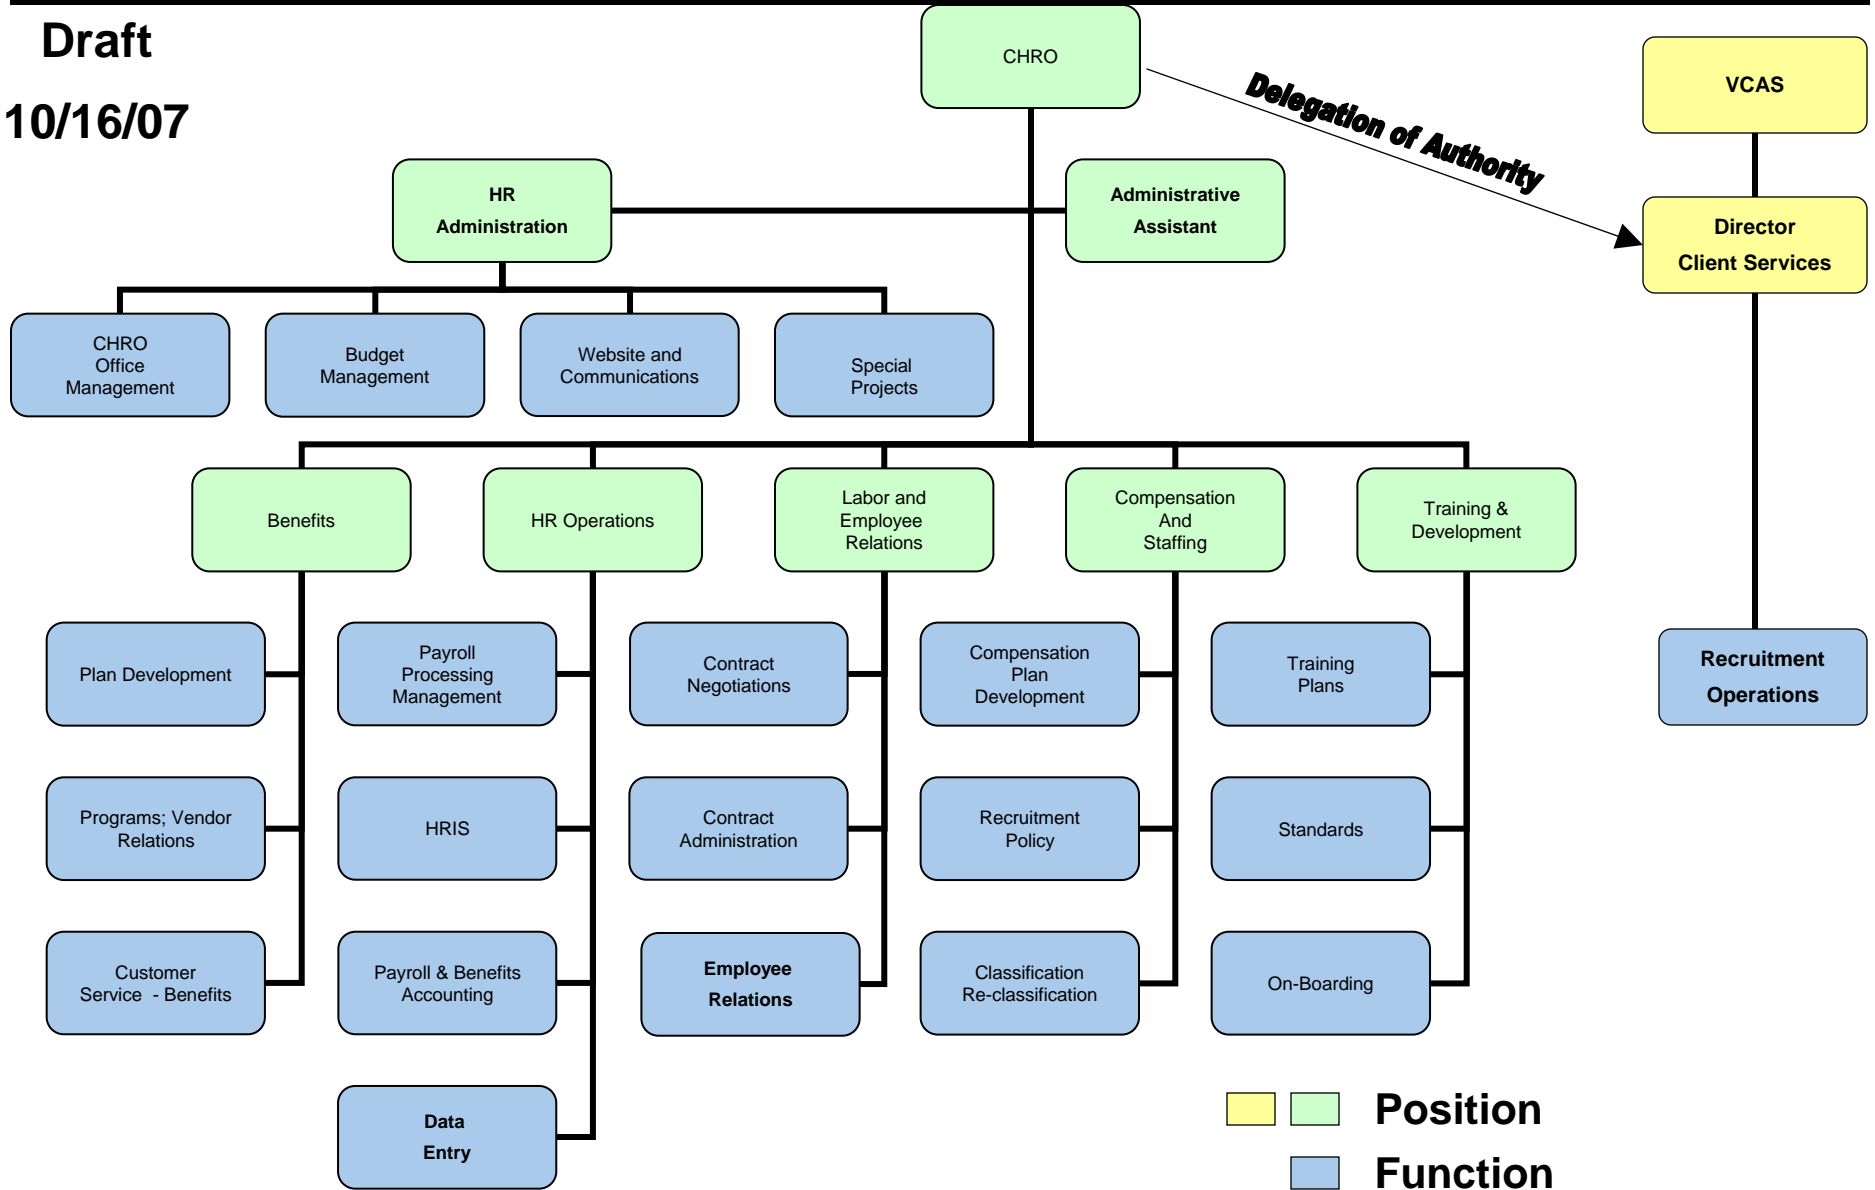 Draft
10/16/07
CHRO
Delegation of Authority
VCAS
HR
Administration
Administrative
Assistant
Director
Client Services
CHRO
Office
Management
Budget
Management
Website and
Communications
Special
Projects
Benefits
HR Operations
Labor and
Employee
Relations
Compensation
And
Staffing
Training &
Development
Plan Development
Payroll
Processing
Management
Contract
Negotiations
Compensation
Plan
Development
Training
Plans
Recruitment
Operations
Programs; Vendor
Relations
HRIS
Contract
Administration
Recruitment
Policy
Standards
Customer
Service  - Benefits
Payroll & Benefits
Accounting
Employee
Relations
Classification
Re-classification
On-Boarding
Data
Entry
Position
Function